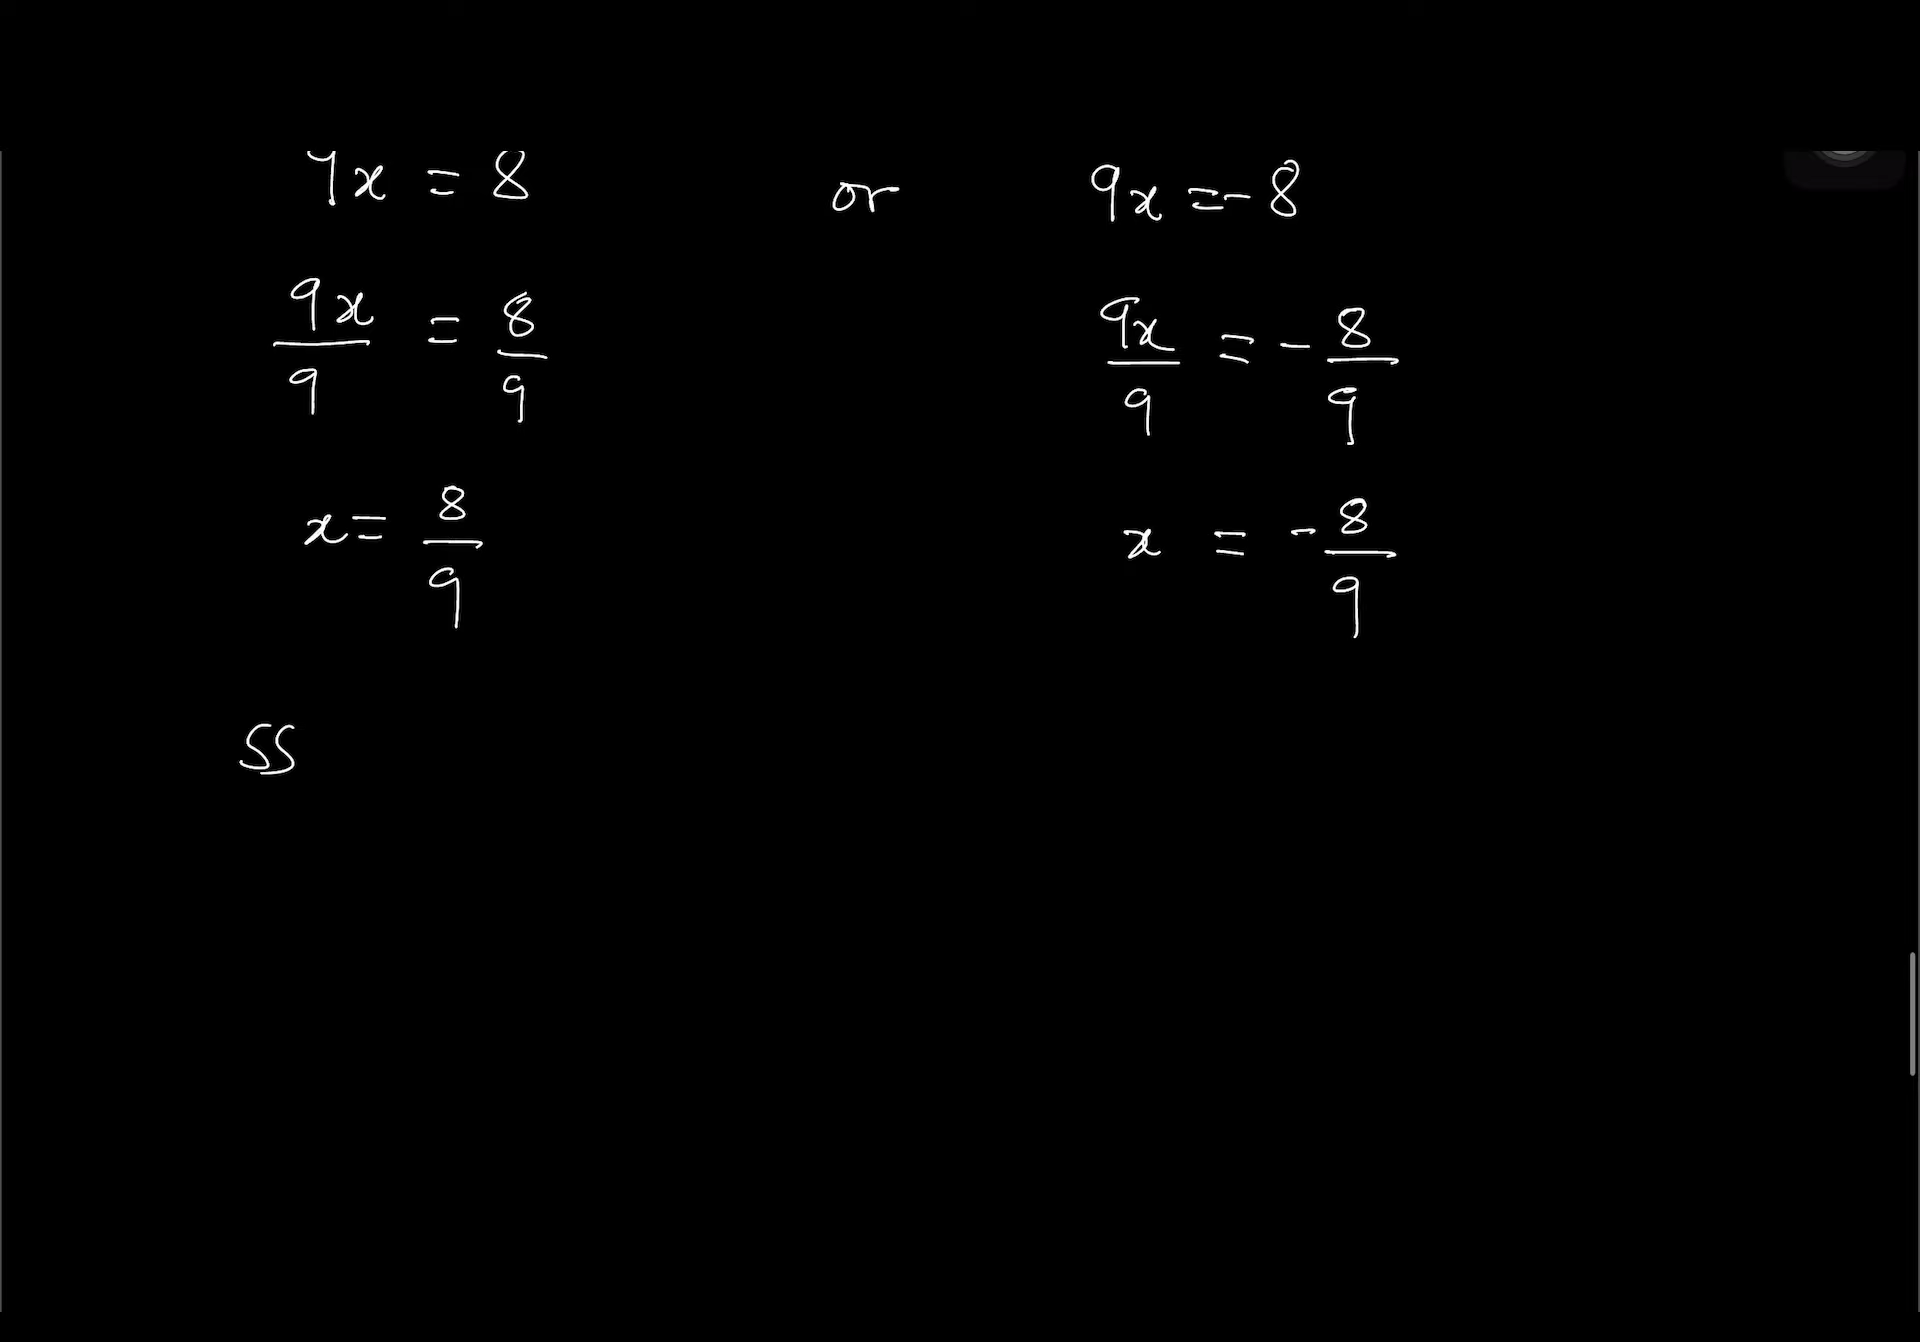 9x = 8 or 9x = -8
9x/9 = 8/9 9x/9 = -8/9
x = 8/9 x = -8/9
SS